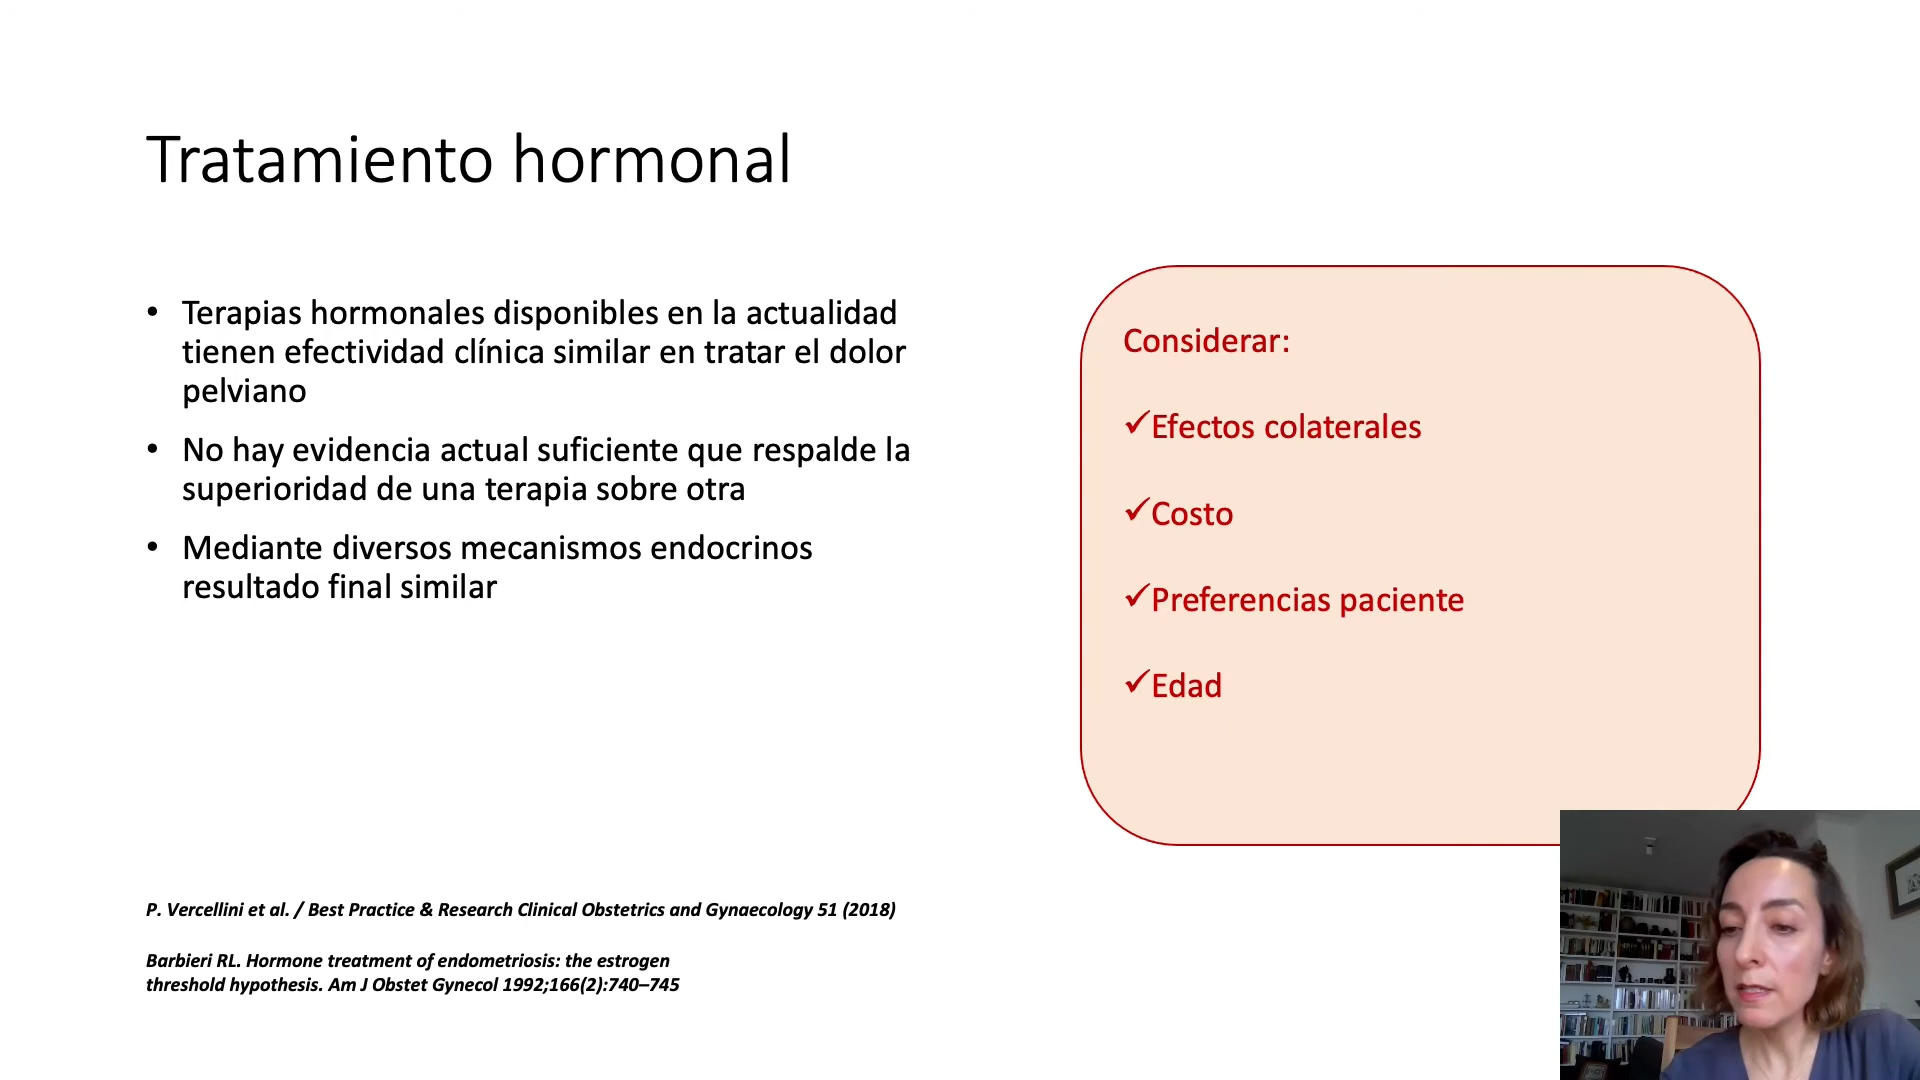 Tratamiento hormonal
• Terapias hormonales disponibles en la actualidad
tienen efectividad clínica similar en tratar el dolor
pelviano
• No hay evidencia actual suficiente que respalde la
superioridad de una terapia sobre otra
• Mediante diversos mecanismos endocrinos
resultado final similar
Considerar:
✓Efectos colaterales
✓Costo
✓Preferencias paciente
✓Edad
P. Vercellini et al. / Best Practice & Research Clinical Obstetrics and Gynaecology 51 (2018)
Barbieri RL. Hormone treatment of endometriosis: the estrogen
threshold hypothesis. Am J Obstet Gynecol 1992;166(2):740–745